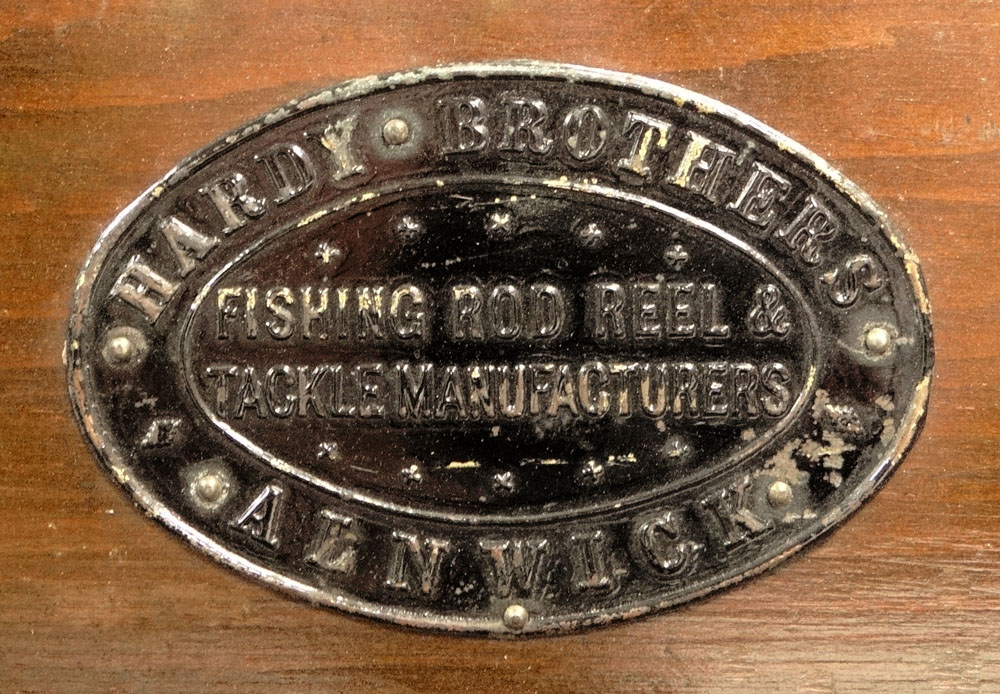 HARDY BROTHERS
FISHING ROD REEL &
TACKLE MANUFACTURERS
ALNWICK